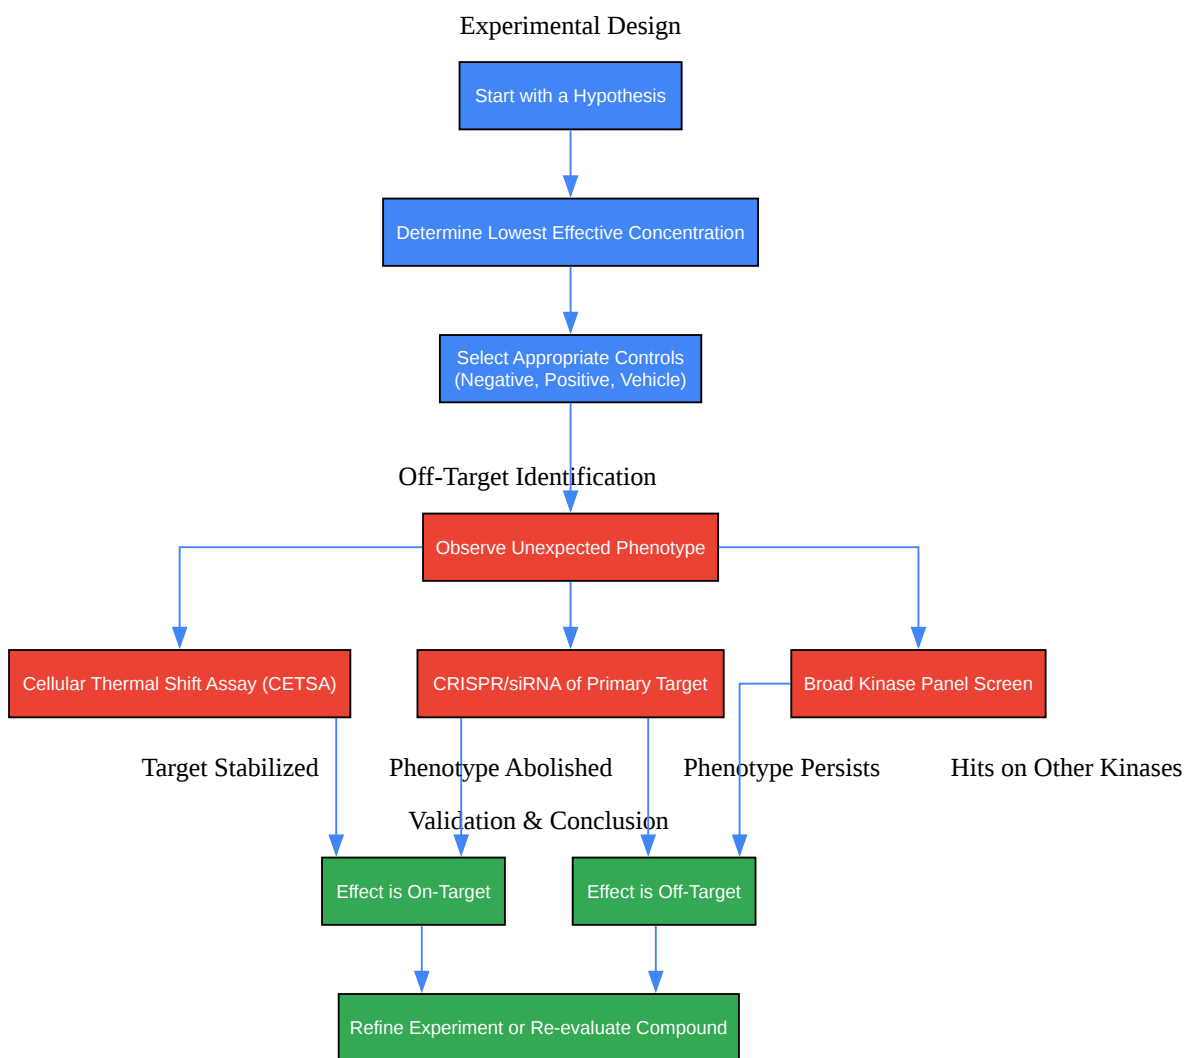 Experimental Design
Start with a Hypothesis
Determine Lowest Effective Concentration
Select Appropriate Controls
(Negative, Positive, Vehicle)
Off-Target Identification
Observe Unexpected Phenotype
Cellular Thermal Shift Assay (CETSA)
CRISPR/siRNA of Primary Target
Broad Kinase Panel Screen
Target Stabilized
Phenotype Abolished
Phenotype Persists
Hits on Other Kinases
Validation & Conclusion
Effect is On-Target
Effect is Off-Target
Refine Experiment or Re-evaluate Compound